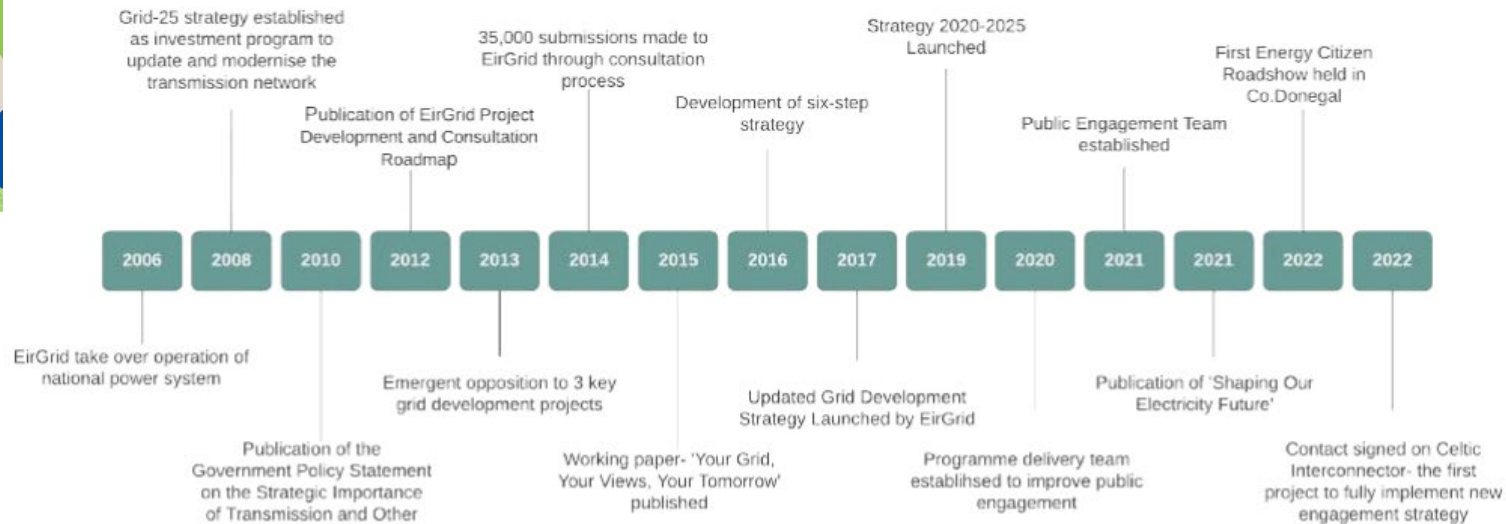 Grid-25 strategy established
as investment program to
update and modernise the
transmission network
Publication of EirGrid Project
Development and Consultation
Roadmap
35,000 submissions made to
EirGrid through consultation
process
Development of six-step
strategy
Strategy 2020-2025
Launched
Public Engagement Team
established
First Energy Citizen
Roadshow held in
Co.Donegal
2006
2008
2010
2012
2013
2014
2015
2016
2017
2019
2020
2021
2021
2022
2022
EirGrid take over operation of
national power system
Publication of the
Government Policy Statement
on the Strategic Importance
of Transmission and Other
Emergent opposition to 3 key
grid development projects
Working paper- 'Your Grid,
Your Views, Your Tomorrow'
published
Updated Grid Development
Strategy Launched by EirGrid
Programme delivery team
establihsed to improve public
engagement
Publication of 'Shaping Our
Electricity Future'
Contact signed on Celtic
Interconnector- the first
project to fully implement new
engagement strategy